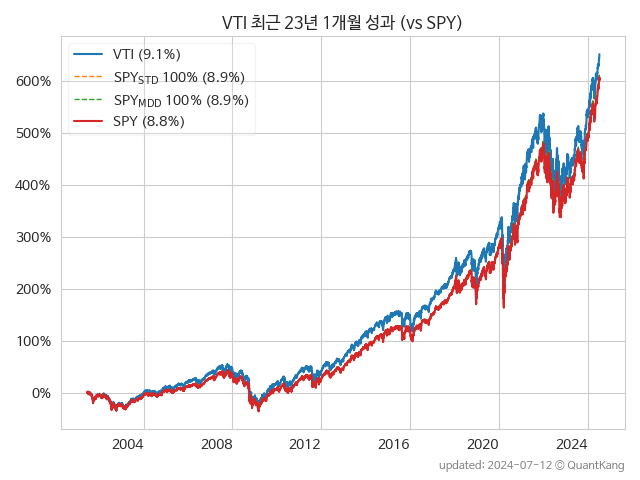 VTI 최근 23년 1개월 성과 (vs SPY)
VTI (9.1%)
SPY_STD 100% (8.9%)
SPY_MDD 100% (8.9%)
SPY (8.8%)
600%
500%
400%
300%
200%
100%
0%
2004 2008 2012 2016 2020 2024
updated: 2024-07-12 © QuantKang